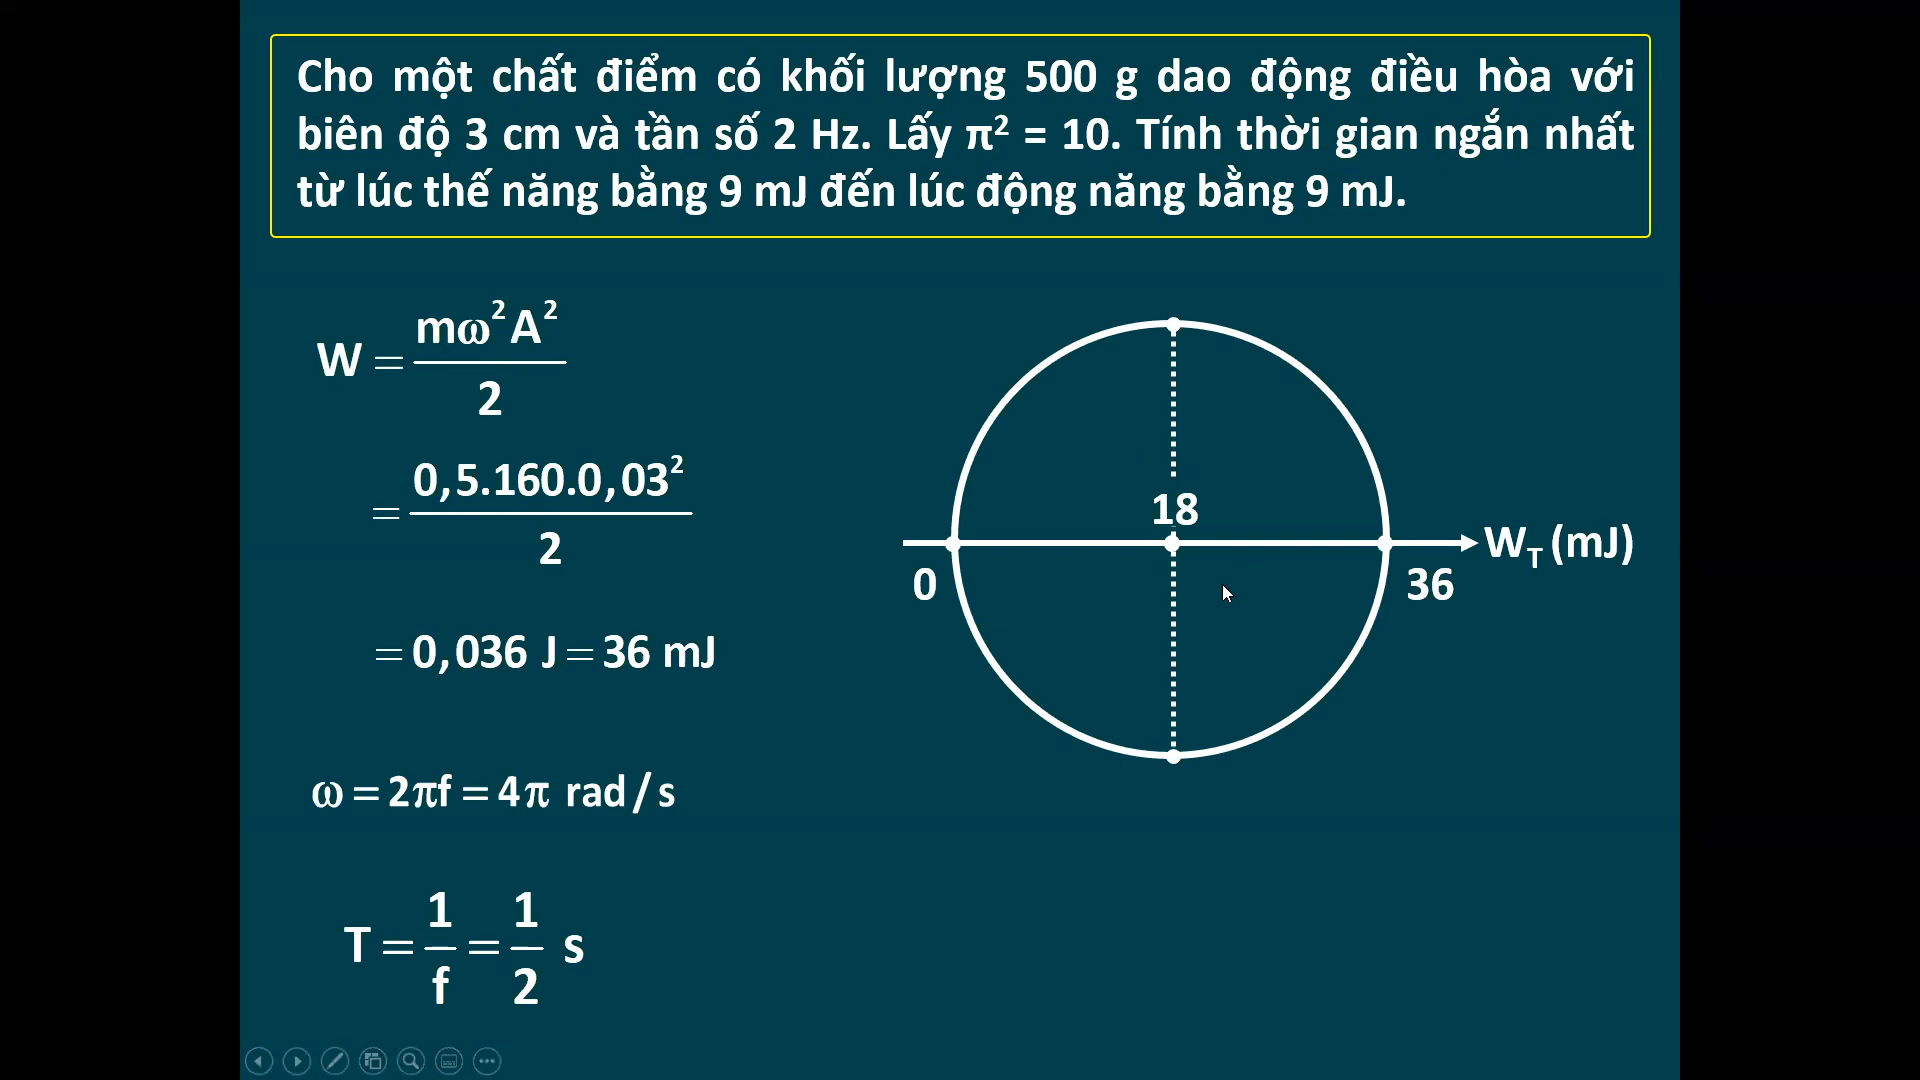 Cho một chất điểm có khối lượng 500 g dao động điều hòa với
biên độ 3 cm và tần số 2 Hz. Lấy π² = 10. Tính thời gian ngắn nhất
từ lúc thế năng bằng 9 mJ đến lúc động năng bằng 9 mJ.
W = mω²A² / 2
= 0,5.160.0,03² / 2
= 0,036 J = 36 mJ
ω = 2πf = 4π rad/s
T = 1/f = 1/2 s
18
0
36
W_T (mJ)